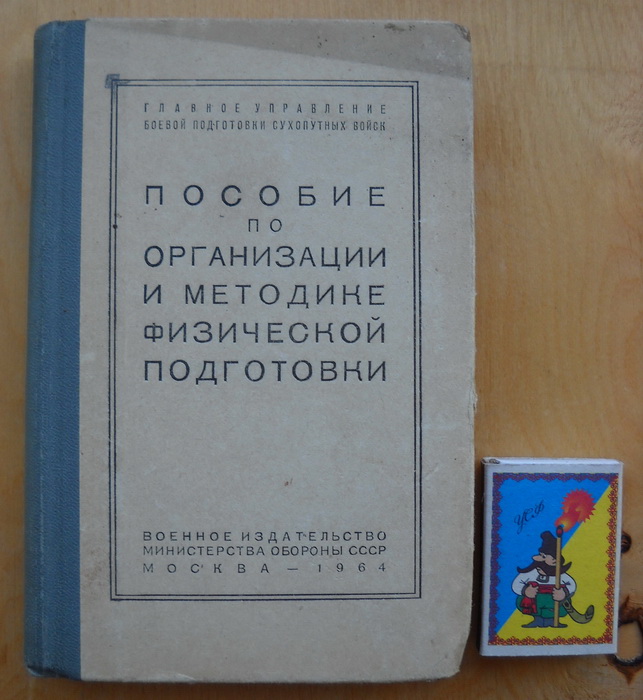 ГЛАВНОЕ УПРАВЛЕНИЕ
БОЕВОЙ ПОДГОТОВКИ СУХОПУТНЫХ ВОЙСК
ПОСОБИЕ
ПО
ОРГАНИЗАЦИИ
И МЕТОДИКЕ
ФИЗИЧЕСКОЙ
ПОДГОТОВКИ
ВОЕННОЕ ИЗДАТЕЛЬСТВО
МИНИСТЕРСТВА ОБОРОНЫ СССР
МОСКВА — 1964